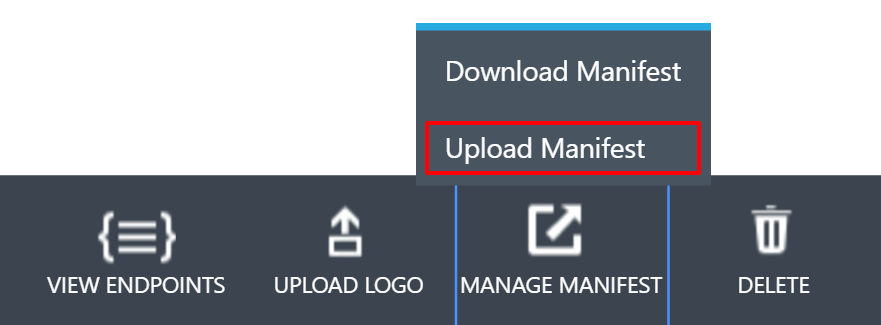 Download Manifest
Upload Manifest
VIEW ENDPOINTS
UPLOAD LOGO
MANAGE MANIFEST
DELETE